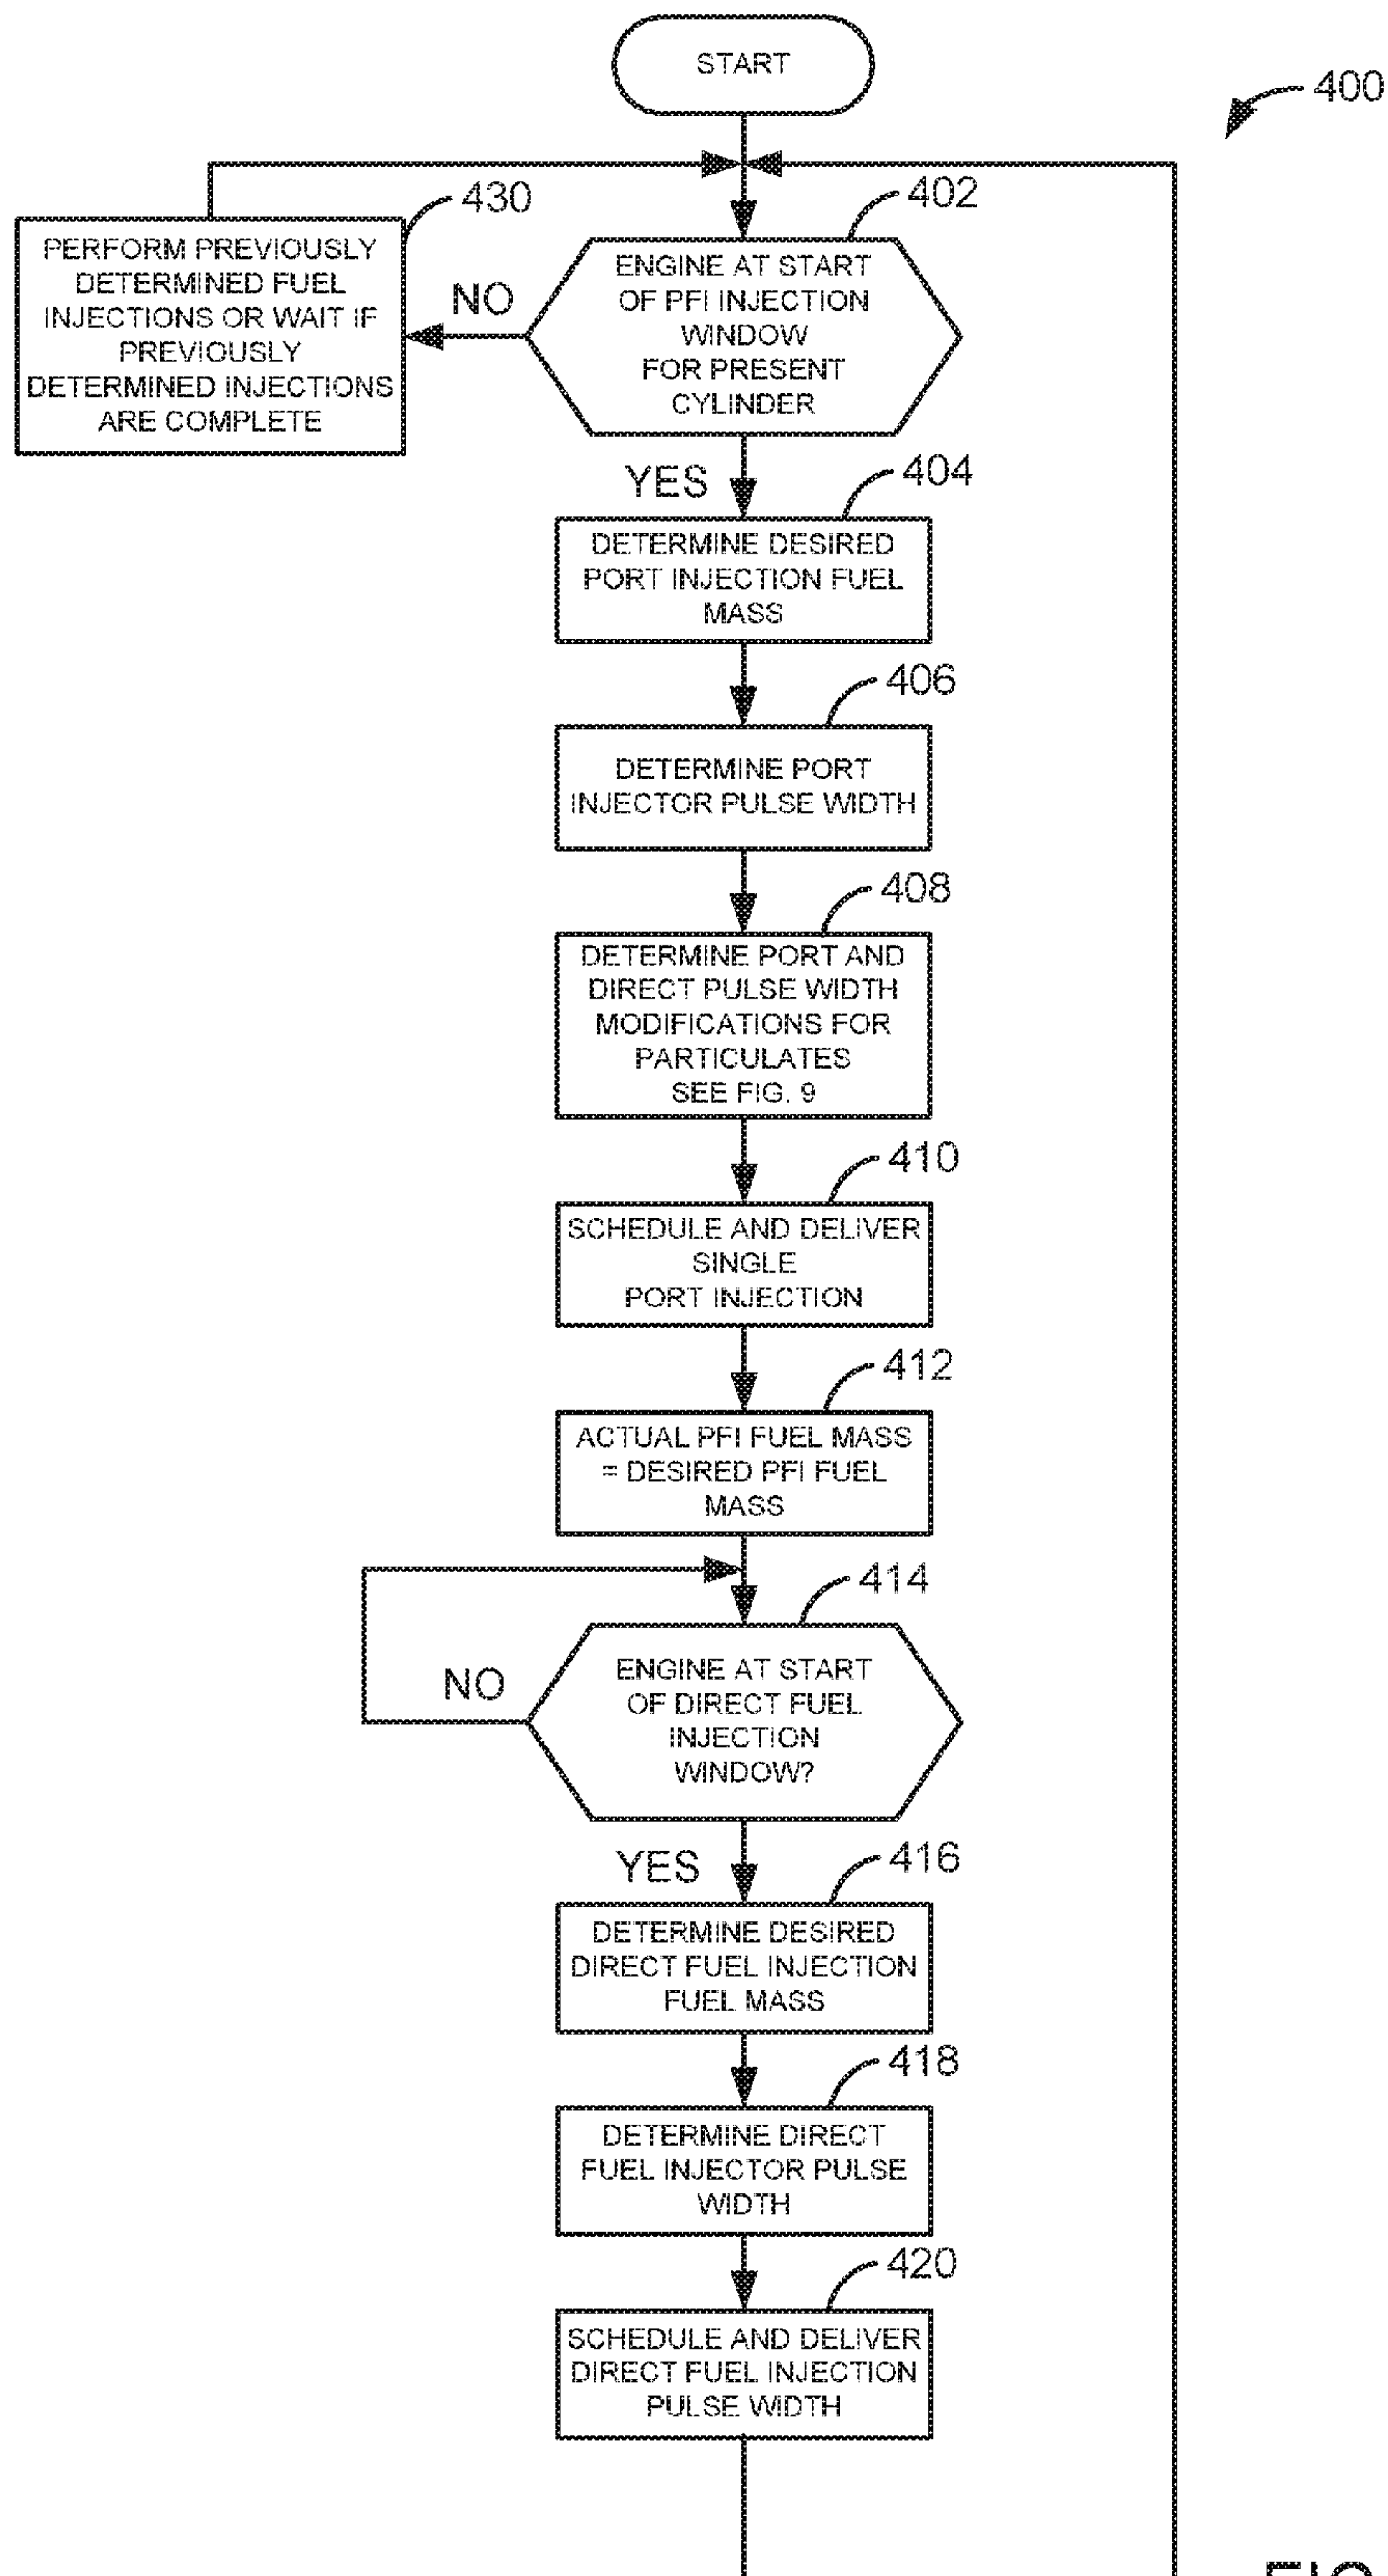 START
400
430
402
PERFORM PREVIOUSLY
DETERMINED FUEL
INJECTIONS OR WAIT IF
PREVIOUSLY
DETERMINED INJECTIONS
ARE COMPLETE
NO
ENGINE AT START
OF PFI INJECTION
WINDOW
FOR PRESENT
CYLINDER
YES
404
DETERMINE DESIRED
PORT INJECTION FUEL
MASS
406
DETERMINE PORT
INJECTOR PULSE WIDTH
408
DETERMINE PORT AND
DIRECT PULSE WIDTH
MODIFICATIONS FOR
PARTICULATES
SEE FIG. 9
410
SCHEDULE AND DELIVER
SINGLE
PORT INJECTION
412
ACTUAL PFI FUEL MASS
= DESIRED PFI FUEL
MASS
414
NO
ENGINE AT START
OF DIRECT FUEL
INJECTION
WINDOW?
YES
416
DETERMINE DESIRED
DIRECT FUEL INJECTION
FUEL MASS
418
DETERMINE DIRECT
FUEL INJECTOR PULSE
WIDTH
420
SCHEDULE AND DELIVER
DIRECT FUEL INJECTION
PULSE WIDTH